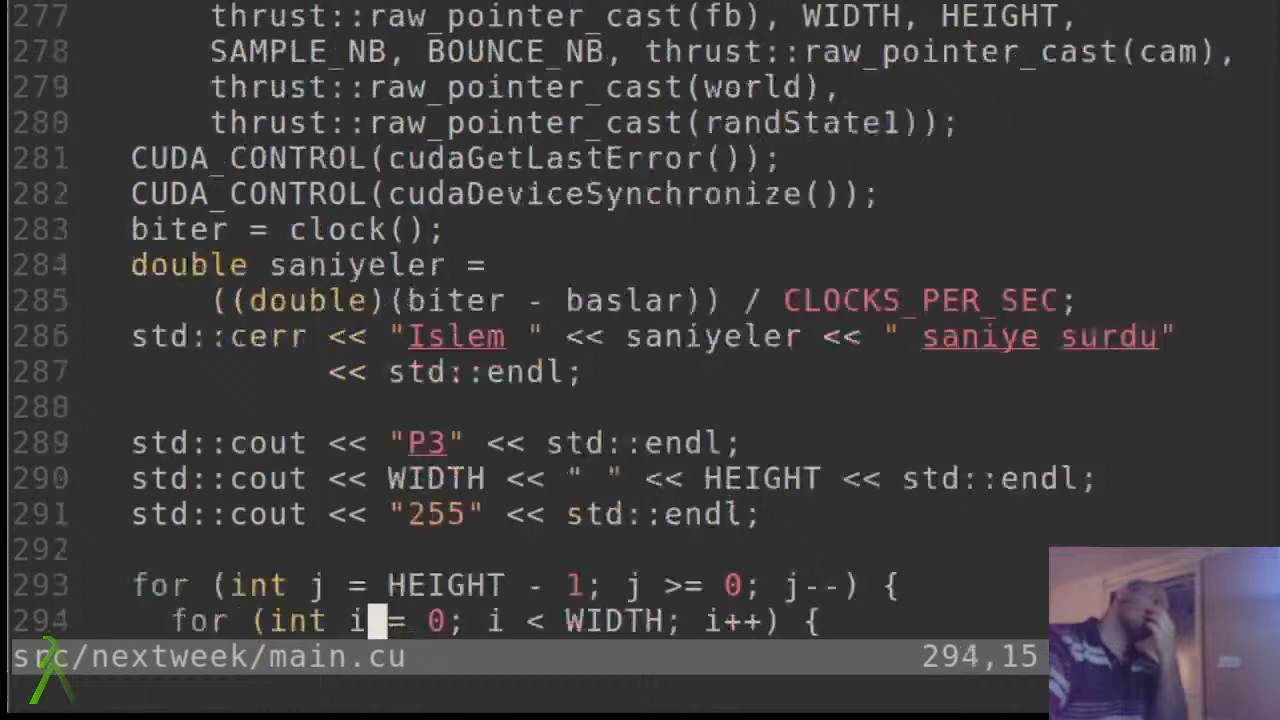 277 thrust::raw_pointer_cast(fb), WIDTH, HEIGHT,
278 SAMPLE_NB, BOUNCE_NB, thrust::raw_pointer_cast(cam),
279 thrust::raw_pointer_cast(world),
280 thrust::raw_pointer_cast(randState1));
281 CUDA_CONTROL(cudaGetLastError());
282 CUDA_CONTROL(cudaDeviceSynchronize());
283 biter = clock();
284 double saniyeler =
285 ((double)(biter - baslar)) / CLOCKS_PER_SEC;
286 std::cerr << "Islem " << saniyeler << " saniye surdu"
287 << std::endl;
288
289 std::cout << "P3" << std::endl;
290 std::cout << WIDTH << " " << HEIGHT << std::endl;
291 std::cout << "255" << std::endl;
292
293 for (int j = HEIGHT - 1; j >= 0; j--) {
294 for (int i = 0; i < WIDTH; i++) {
src/nextweek/main.cu 294,15
λ